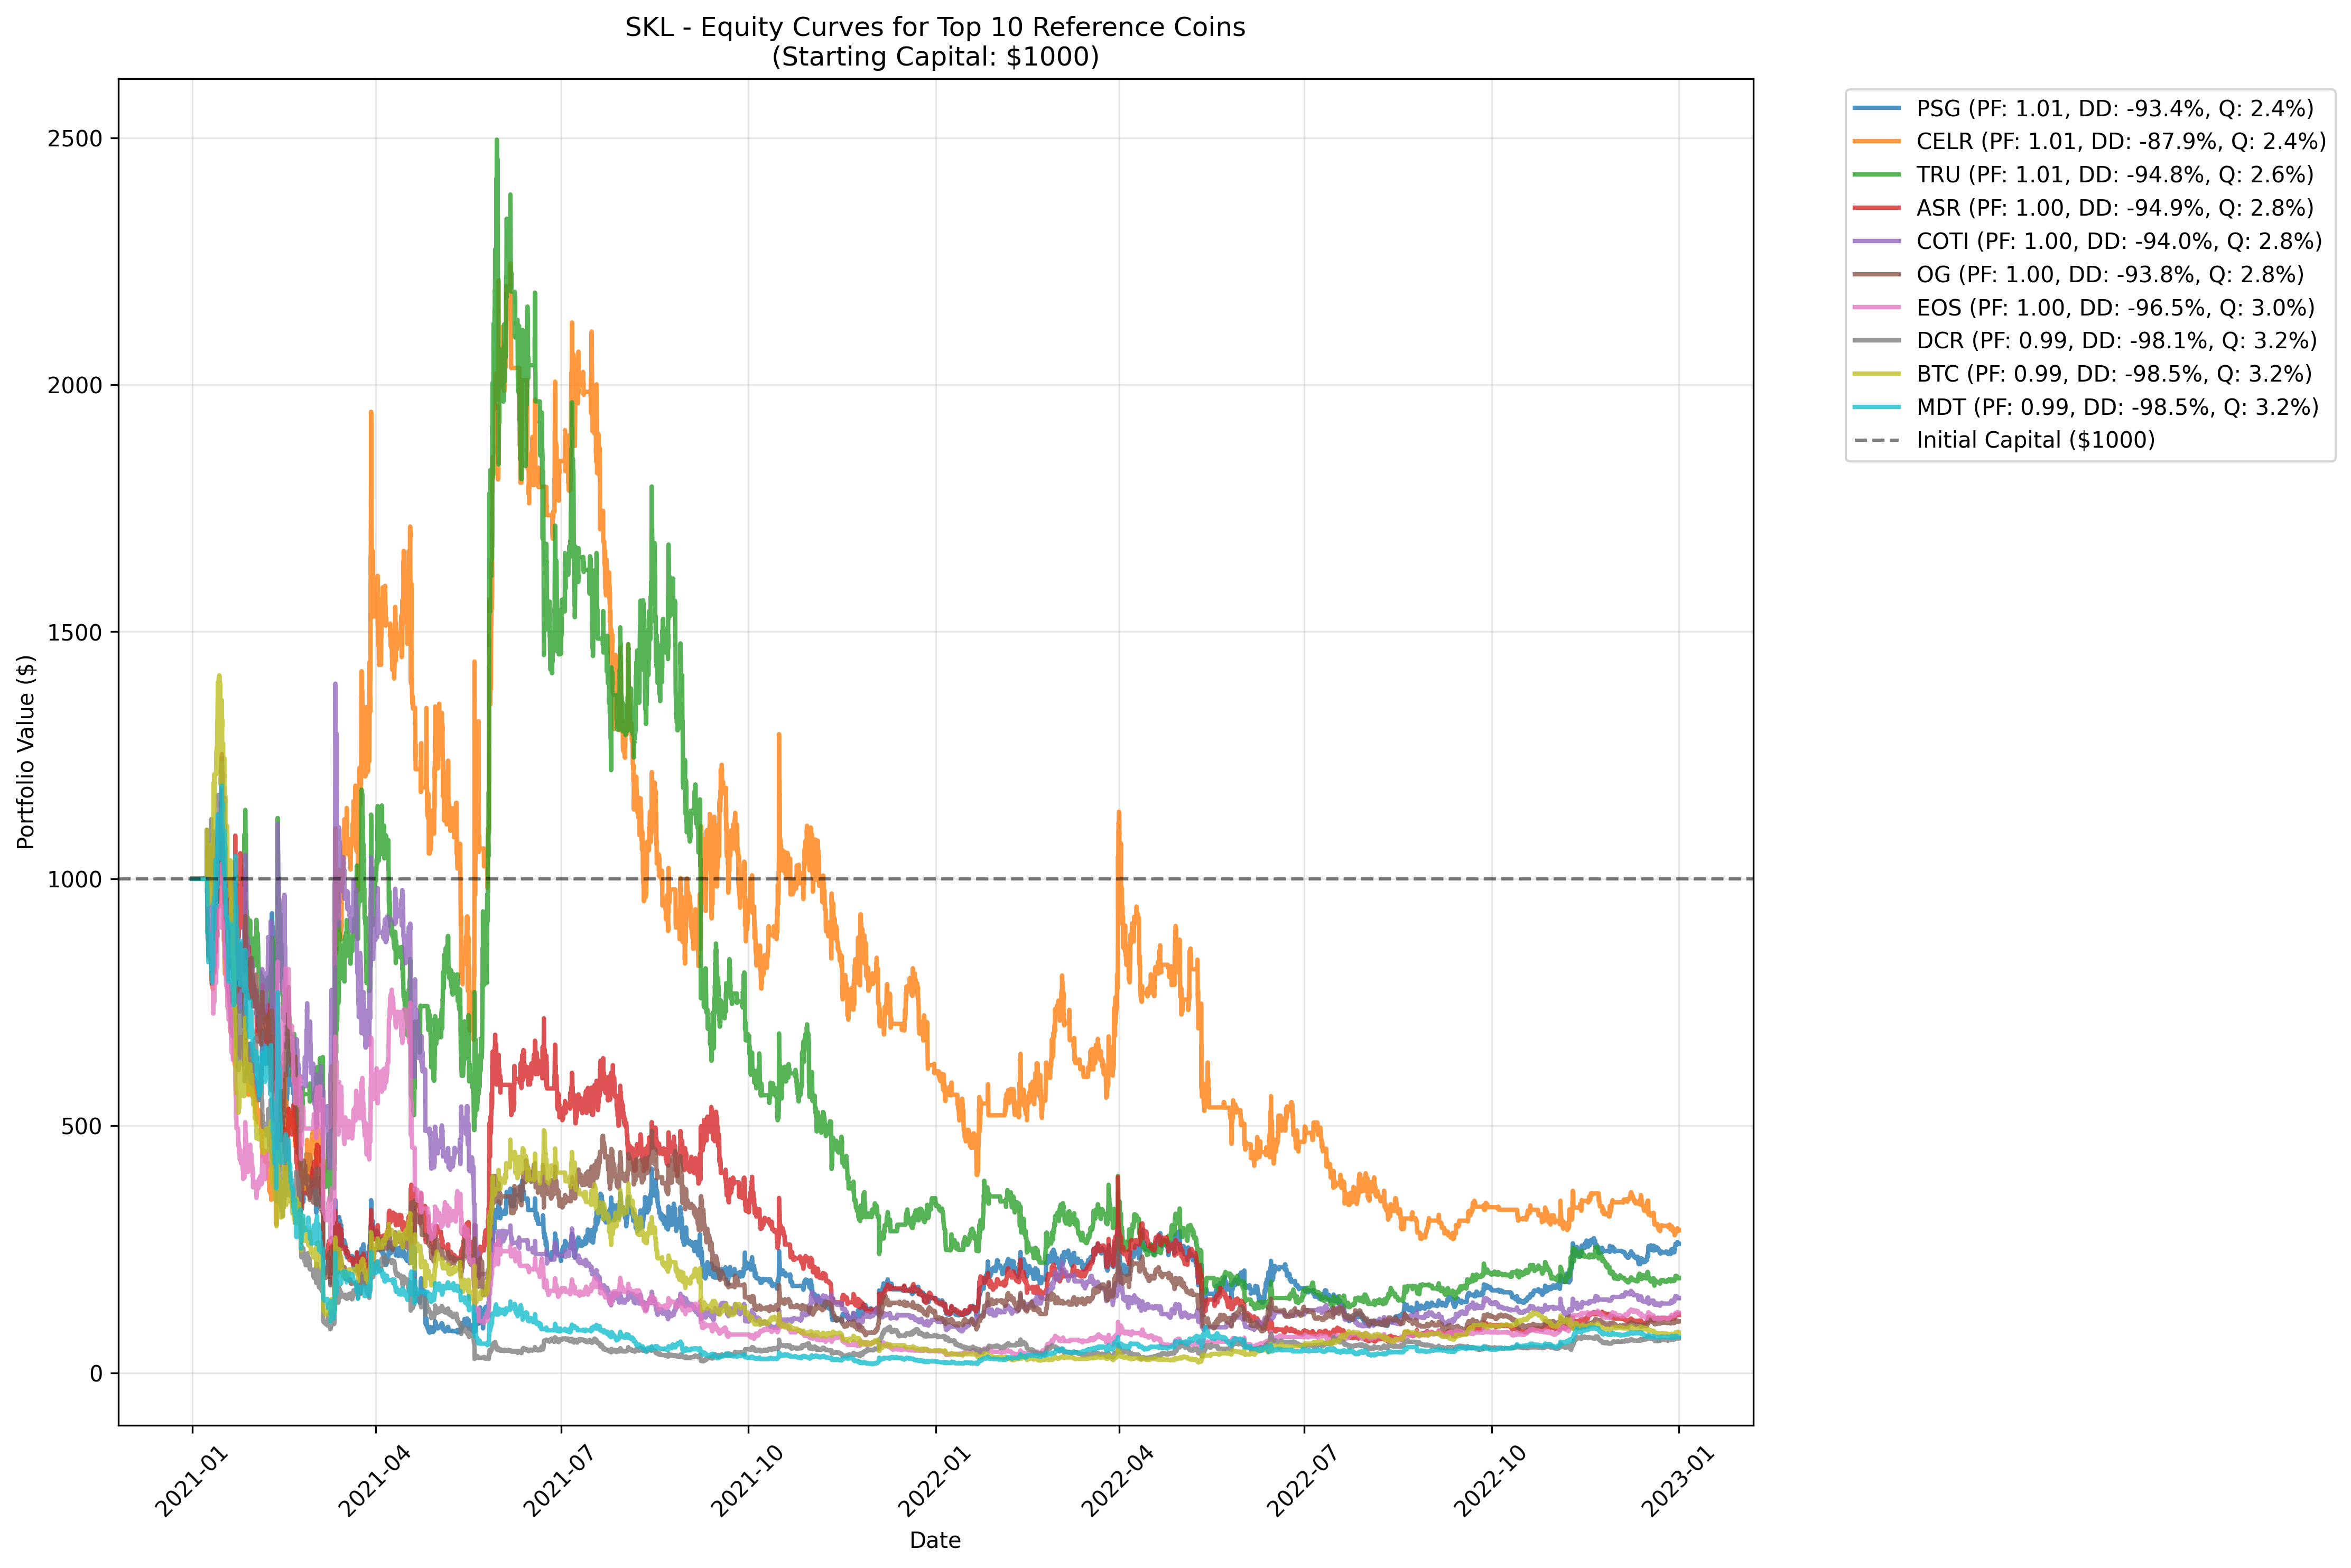 SKL - Equity Curves for Top 10 Reference Coins
(Starting Capital: $1000)
Portfolio Value ($)
2500
2000
1500
1000
500
0
2021-01
2021-04
2021-07
2021-10
2022-01
2022-04
2022-07
2022-10
2023-01
Date
PSG (PF: 1.01, DD: -93.4%, Q: 2.4%)
CELR (PF: 1.01, DD: -87.9%, Q: 2.4%)
TRU (PF: 1.01, DD: -94.8%, Q: 2.6%)
ASR (PF: 1.00, DD: -94.9%, Q: 2.8%)
COTI (PF: 1.00, DD: -94.0%, Q: 2.8%)
OG (PF: 1.00, DD: -93.8%, Q: 2.8%)
EOS (PF: 1.00, DD: -96.5%, Q: 3.0%)
DCR (PF: 0.99, DD: -98.1%, Q: 3.2%)
BTC (PF: 0.99, DD: -98.5%, Q: 3.2%)
MDT (PF: 0.99, DD: -98.5%, Q: 3.2%)
Initial Capital ($1000)